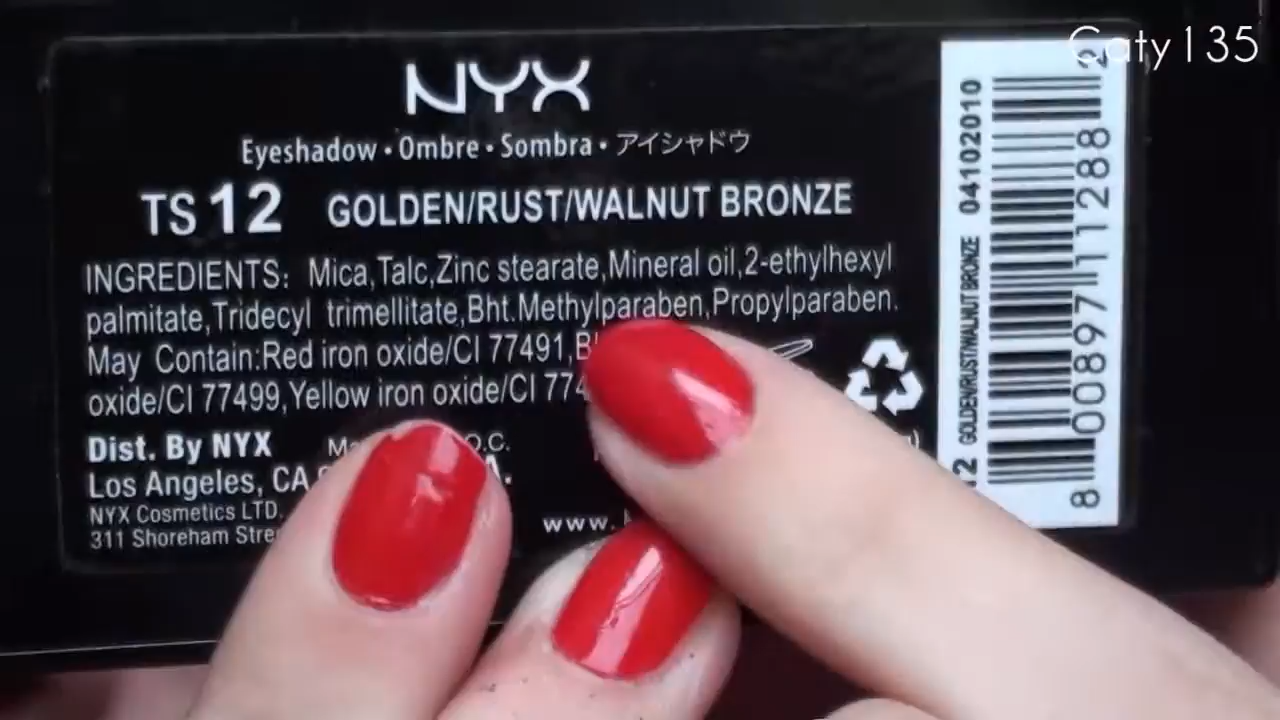 Caty135
NYX
Eyeshadow • Ombre • Sombra • アイシャドウ
TS 12 GOLDEN/RUST/WALNUT BRONZE
INGREDIENTS: Mica,Talc,Zinc stearate,Mineral oil,2-ethylhexyl
palmitate,Tridecyl trimellitate,Bht.Methylparaben,Propylparaben.
May Contain:Red iron oxide/CI 77491,
oxide/CI 77499,Yellow iron oxide/CI
Dist. By NYX
Los Angeles, CA
NYX Cosmetics LTD.
311 Shoreham
www.
12 GOLDEN/RUST/WALNUT BRONZE 04102010
8 00897 11288 2